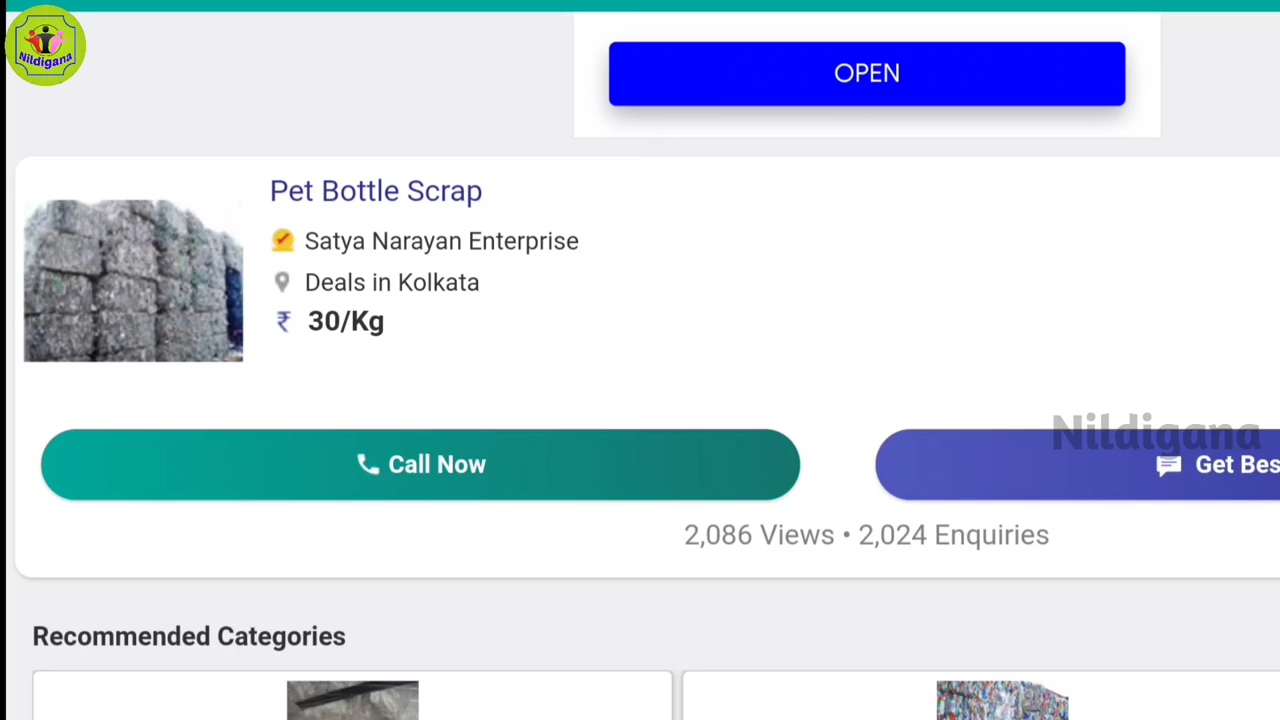 Nildigana
OPEN
Pet Bottle Scrap
Satya Narayan Enterprise
Deals in Kolkata
₹ 30/Kg
Nildigana
Call Now
Get Bes
2,086 Views • 2,024 Enquiries
Recommended Categories